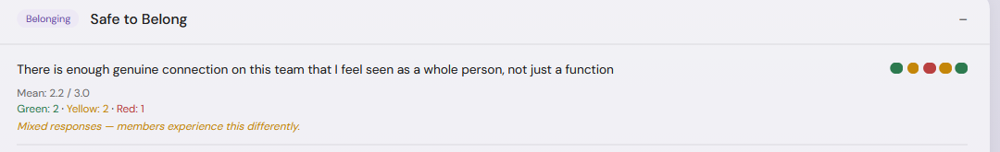 Belonging Safe to Belong –
There is enough genuine connection on this team that I feel seen as a whole person, not just a function
Mean: 2.2 / 3.0
Green: 2 · Yellow: 2 · Red: 1
Mixed responses — members experience this differently.